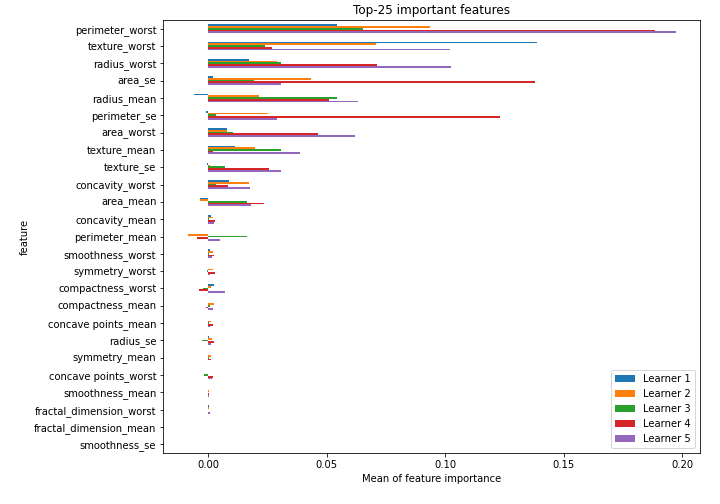 Top-25 important features
perimeter_worst
texture_worst
radius_worst
area_se
radius_mean
perimeter_se
area_worst
texture_mean
texture_se
concavity_worst
area_mean
concavity_mean
perimeter_mean
smoothness_worst
symmetry_worst
compactness_worst
compactness_mean
concave points_mean
radius_se
symmetry_mean
concave points_worst
smoothness_mean
fractal_dimension_worst
fractal_dimension_mean
smoothness_se
feature
Learner 1
Learner 2
Learner 3
Learner 4
Learner 5
0.00 0.05 0.10 0.15 0.20
Mean of feature importance